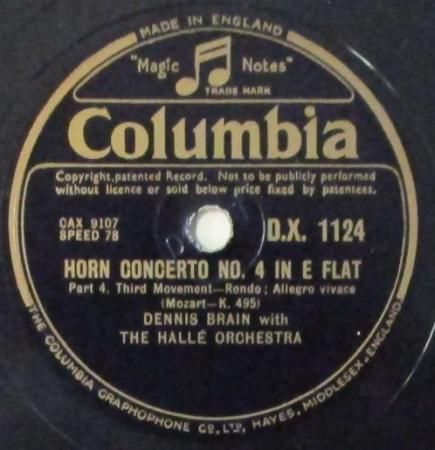 MADE IN ENGLAND
"Magic Notes"
TRADE MARK
Columbia
Copyright, patented Record. Not to be publicly performed
without licence or sold below price fixed by patentees.
CAX 9107
SPEED 78
D.X. 1124
HORN CONCERTO NO. 4 IN E FLAT
Part 4. Third Movement—Rondo; Allegro vivace
(Mozart—K. 495)
DENNIS BRAIN with
THE HALLÉ ORCHESTRA
THE COLUMBIA GRAPHOPHONE CO., LTD., HAYES, MIDDLESEX, ENGLAND